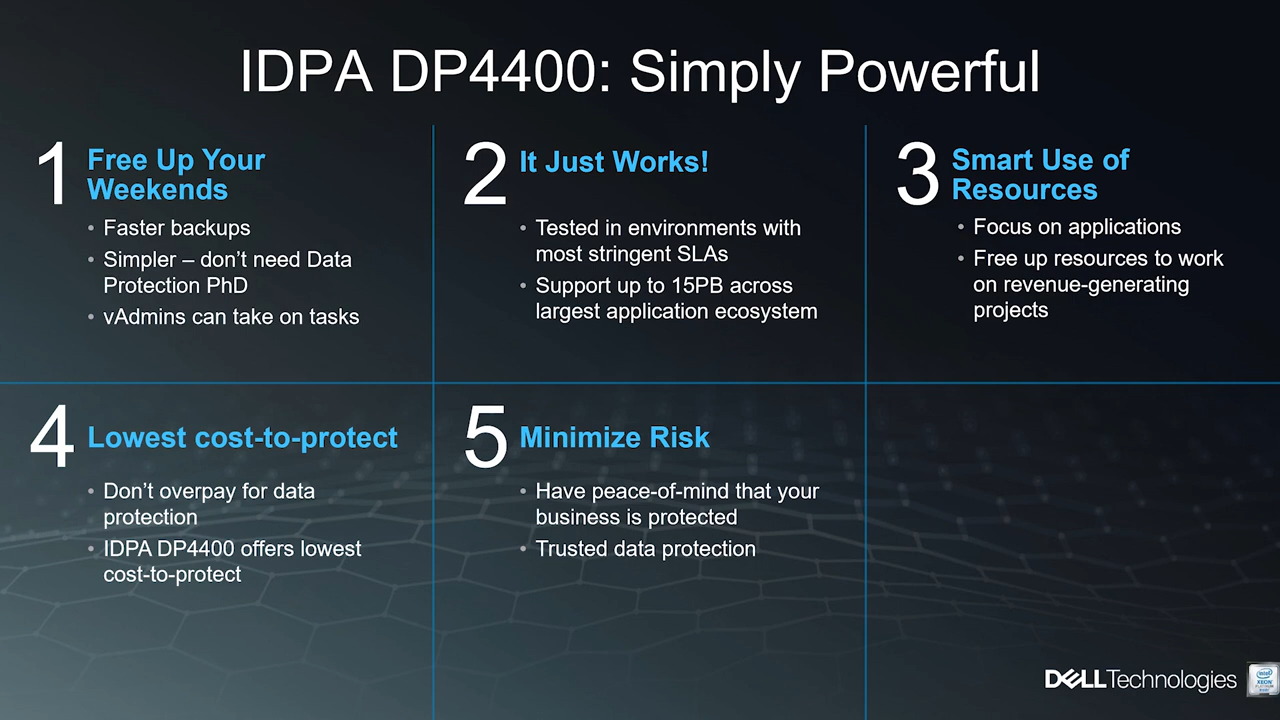 IDPA DP4400: Simply Powerful
1
Free Up Your
Weekends
• Faster backups
• Simpler – don’t need Data
Protection PhD
• vAdmins can take on tasks
2
It Just Works!
• Tested in environments with
most stringent SLAs
• Support up to 15PB across
largest application ecosystem
3
Smart Use of
Resources
• Focus on applications
• Free up resources to work
on revenue-generating
projects
4
Lowest cost-to-protect
• Don’t overpay for data
protection
• IDPA DP4400 offers lowest
cost-to-protect
5
Minimize Risk
• Have peace-of-mind that your
business is protected
• Trusted data protection
DELLTechnologies
intel
XEON
PLATINUM